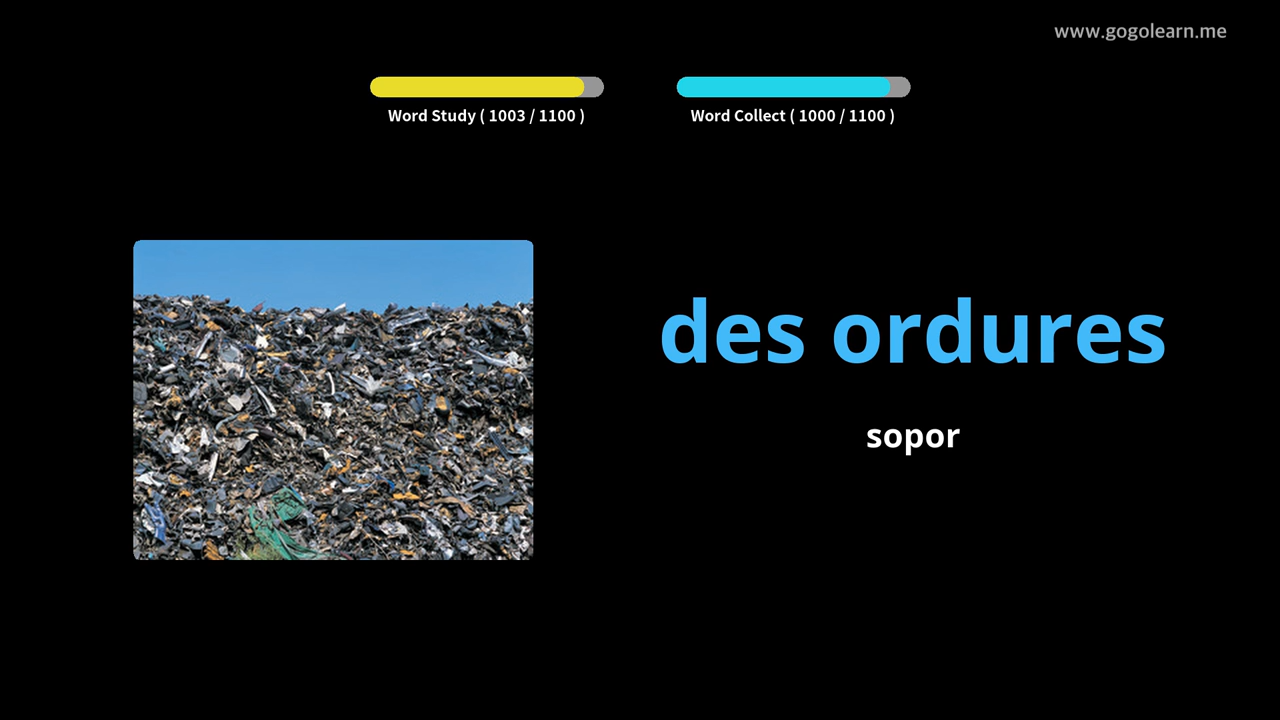 www.gogolearn.me
Word Study ( 1003 / 1100 )
Word Collect ( 1000 / 1100 )
des ordures
sopor